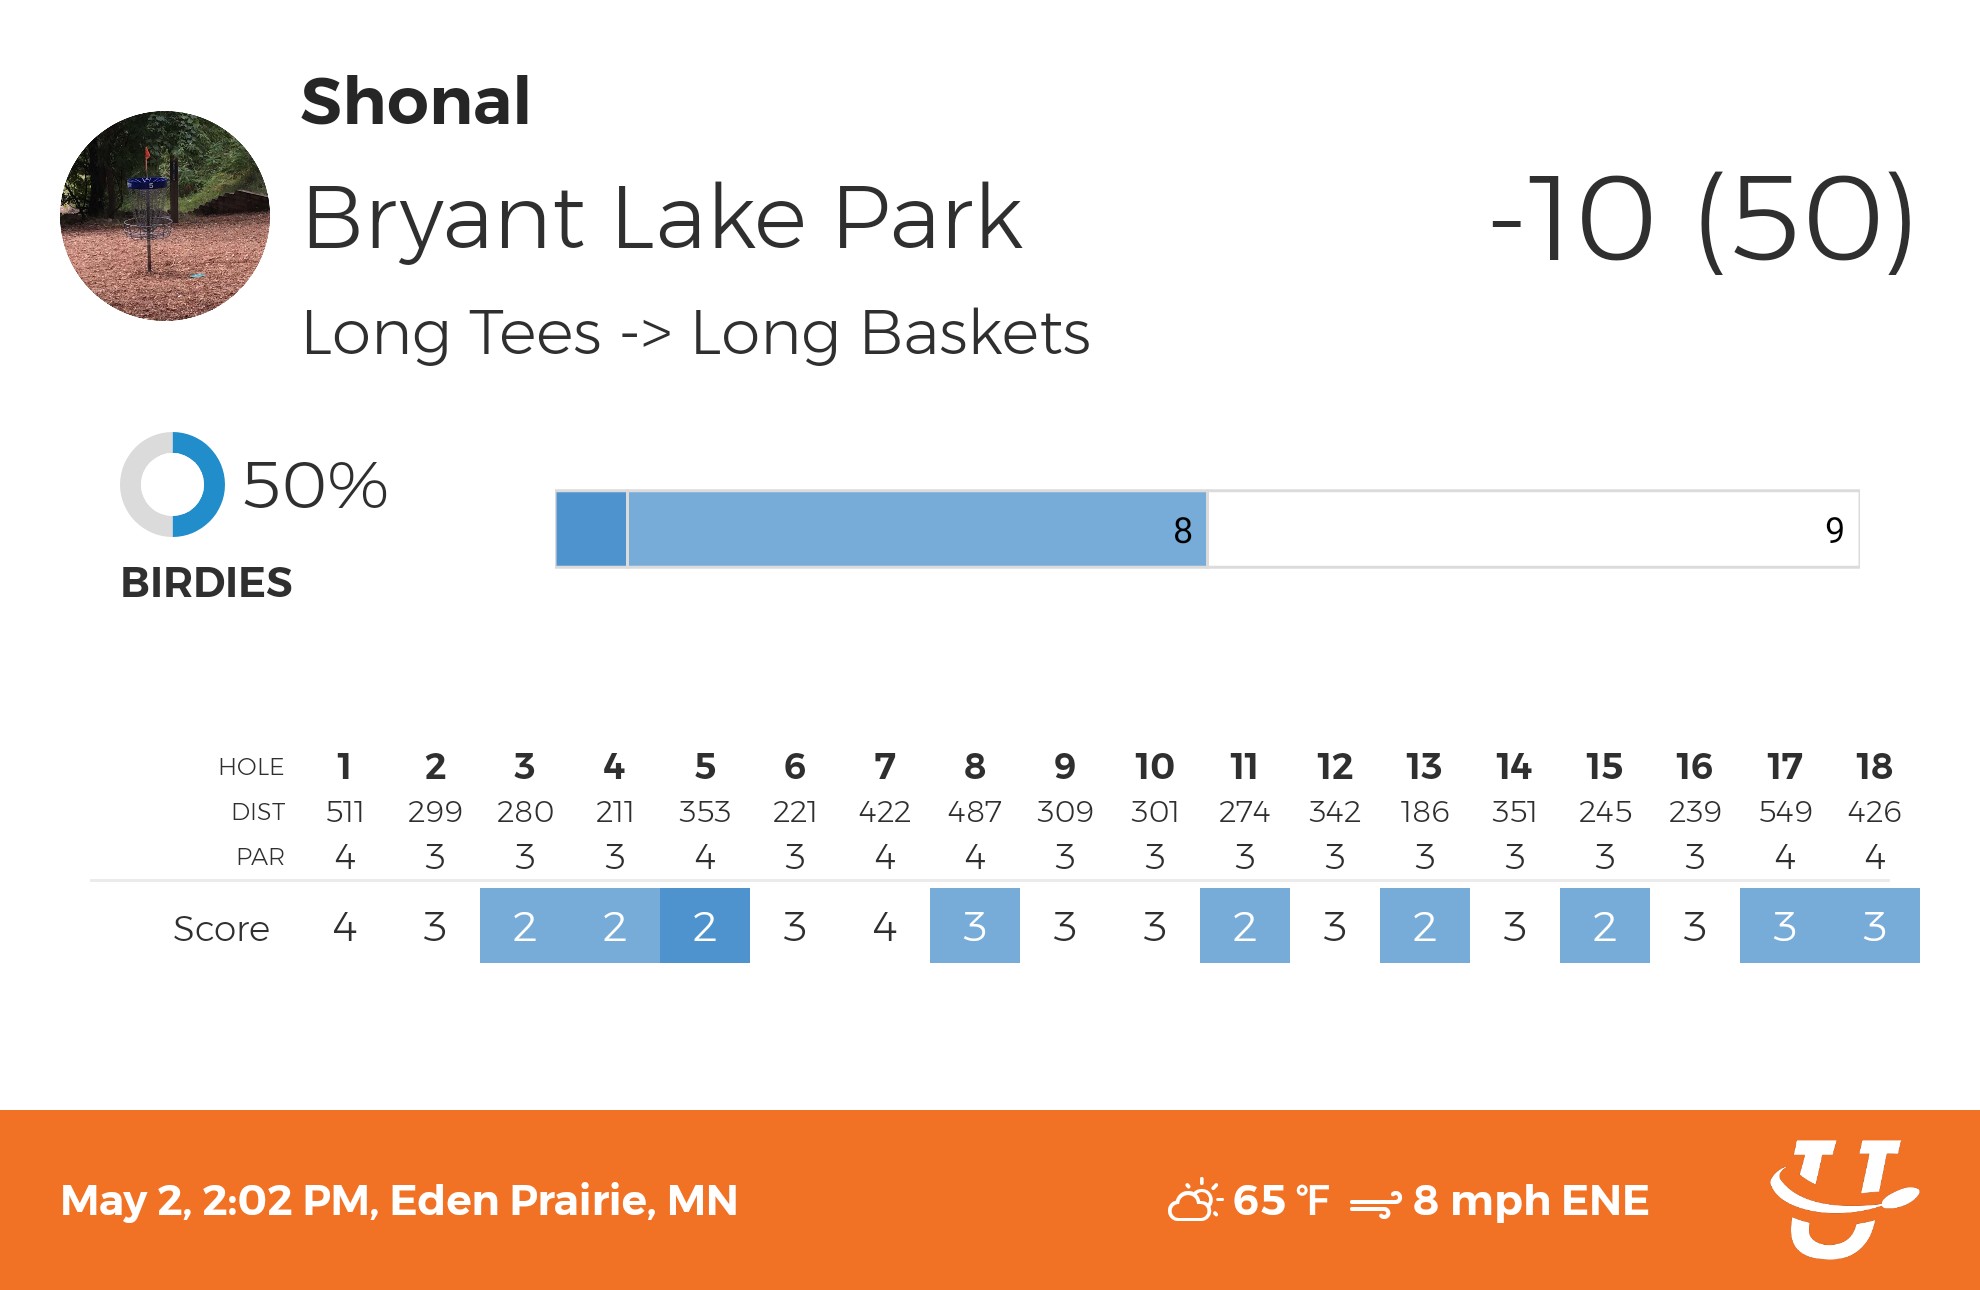 Shonal
Bryant Lake Park
-10 (50)
Long Tees -> Long Baskets
50%
BIRDIES
8 9
HOLE 1 2 3 4 5 6 7 8 9 10 11 12 13 14 15 16 17 18
DIST 511 299 280 211 353 221 422 487 309 301 274 342 186 351 245 239 549 426
PAR 4 3 3 3 4 3 4 4 3 3 3 3 3 3 3 3 4 4
Score 4 3 2 2 2 3 4 3 3 3 2 3 2 3 2 3 3 3
May 2, 2:02 PM, Eden Prairie, MN 65 °F 8 mph ENE